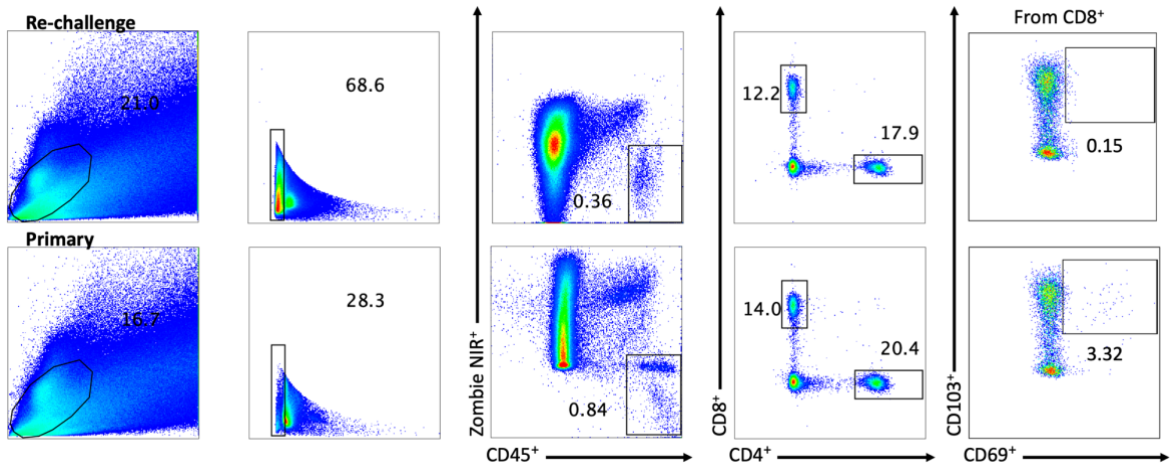 Re-challenge
From CD8⁺
21.0
68.6
0.36
12.2
17.9
0.15
Primary
16.7
28.3
0.84
14.0
20.4
3.32
Zombie NIR⁺
CD8⁺
CD103⁺
CD45⁺
CD4⁺
CD69⁺